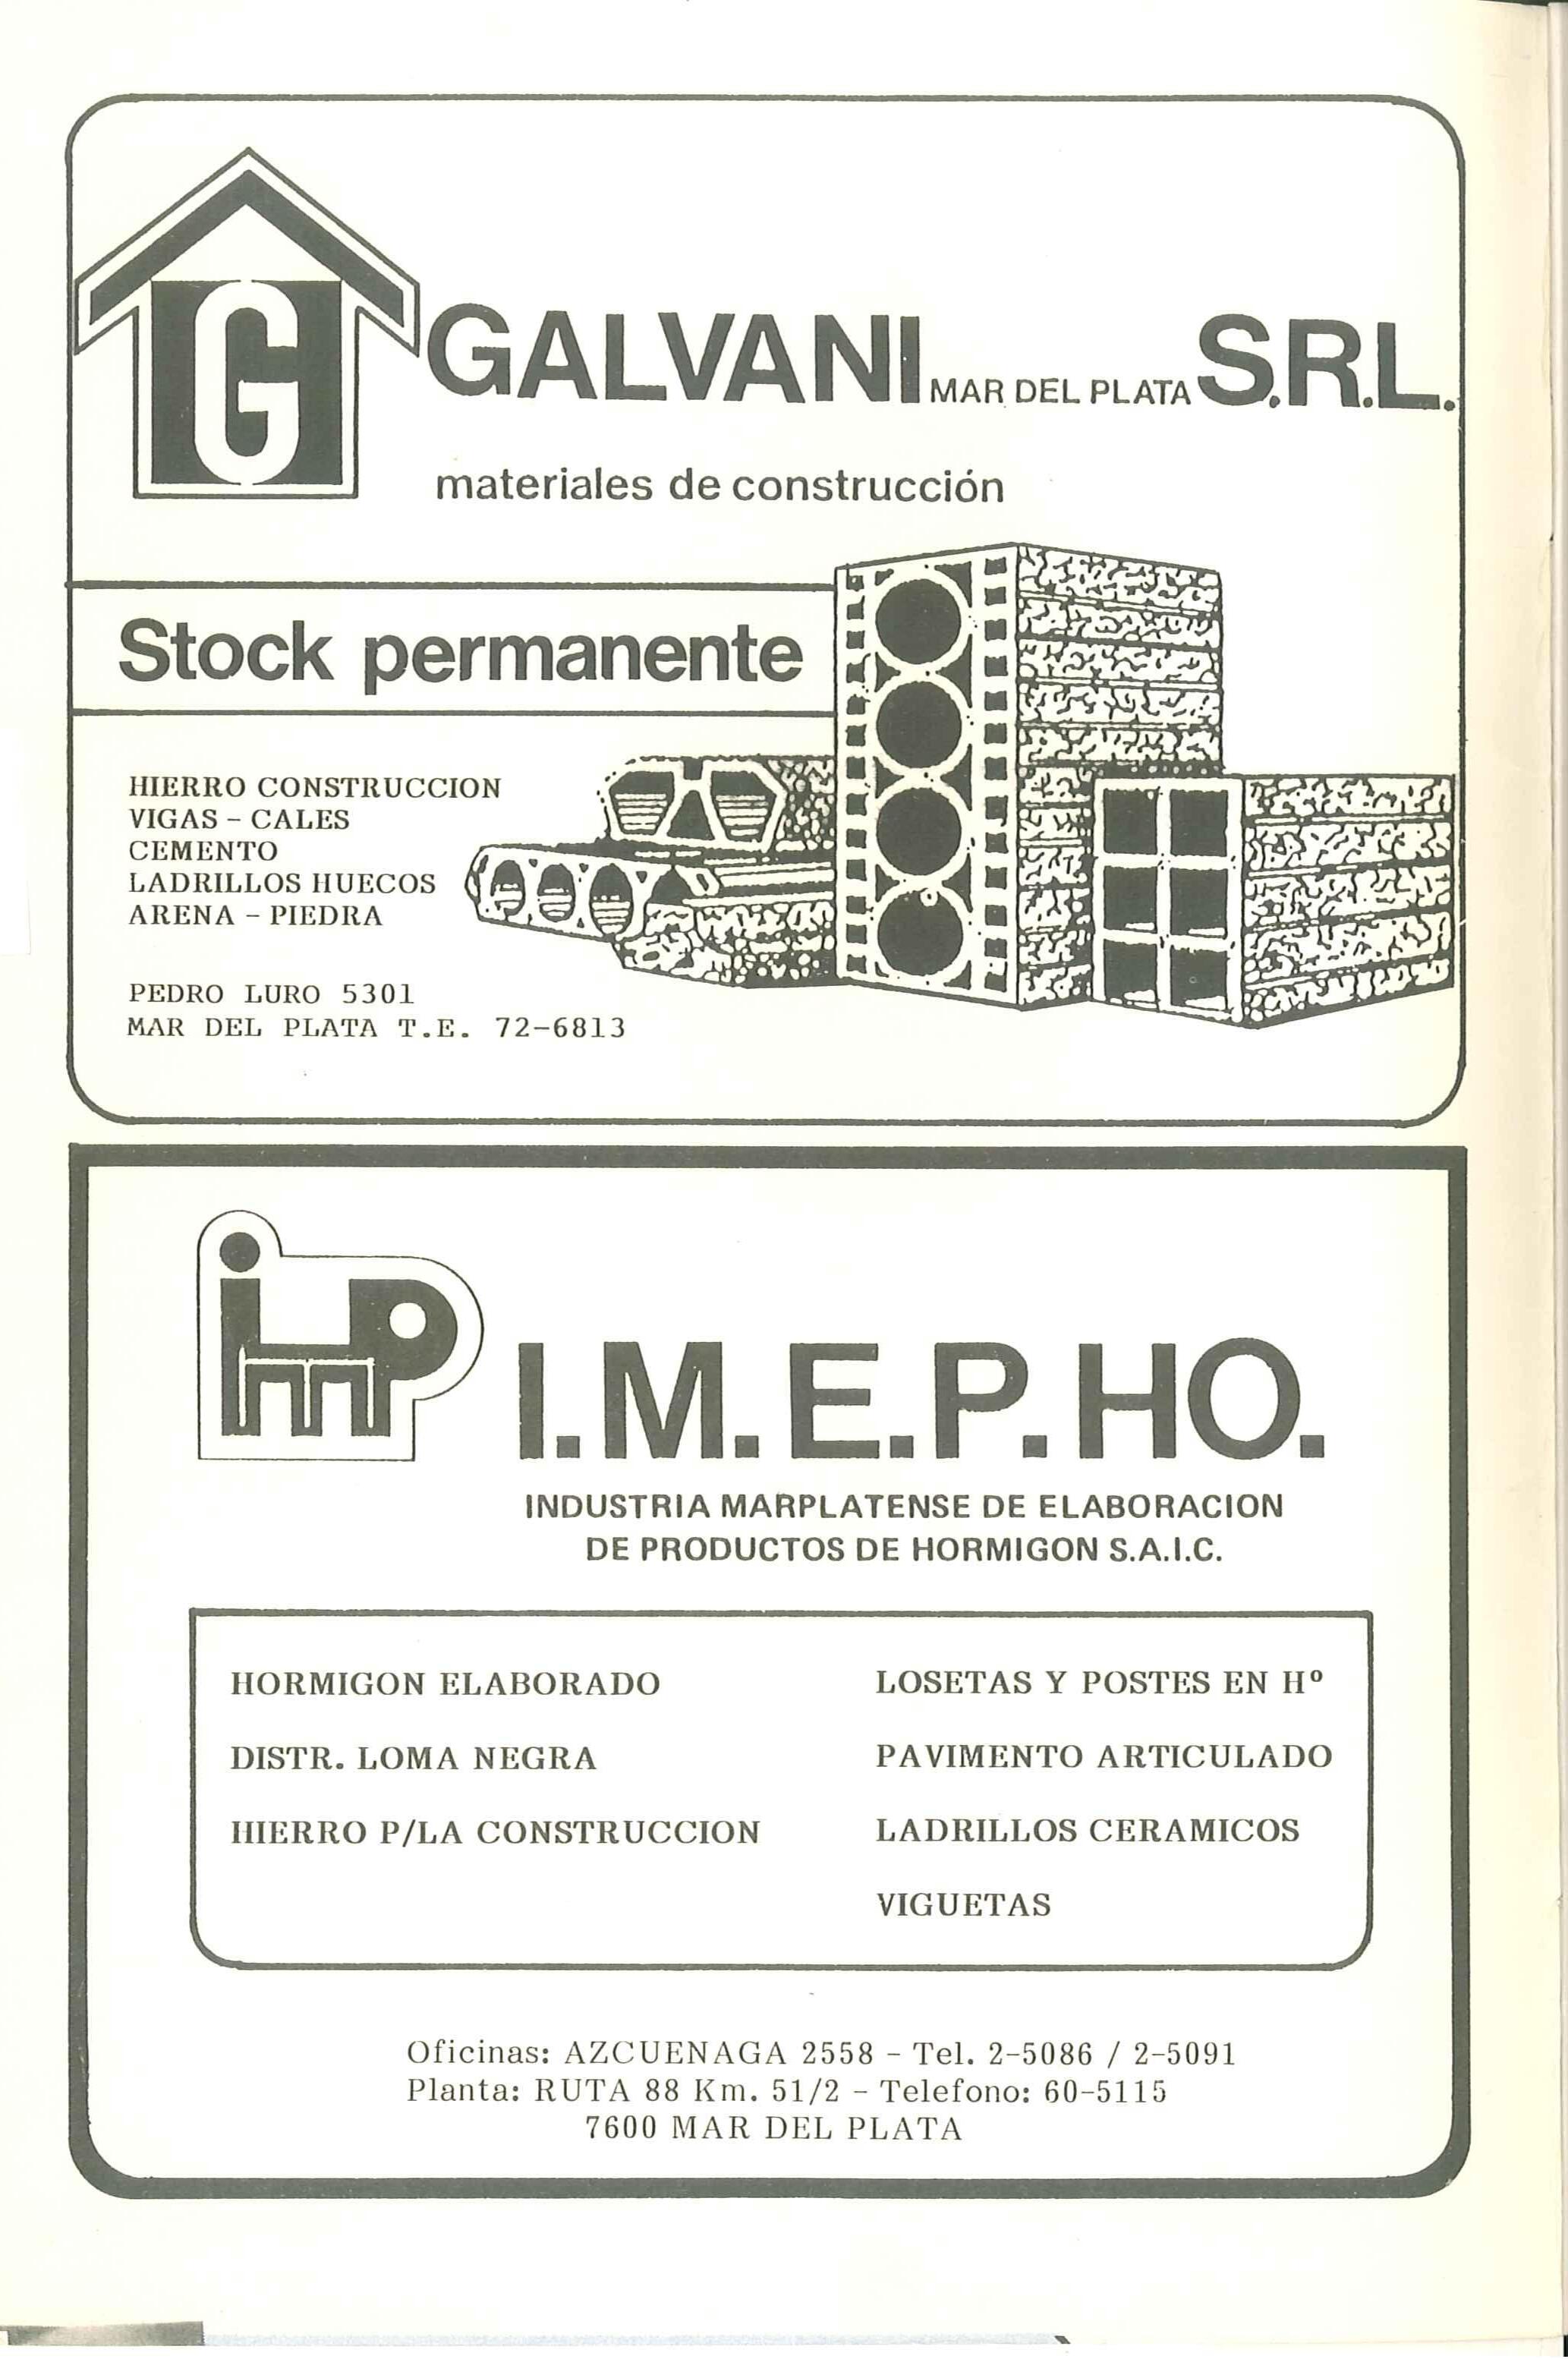 G
GALVANI MAR DEL PLATA S.R.L.
materiales de construcción
Stock permanente
HIERRO CONSTRUCCION
VIGAS - CALES
CEMENTO
LADRILLOS HUECOS
ARENA - PIEDRA
PEDRO LURO 5301
MAR DEL PLATA T.E. 72-6813
imp
I.M.E.P.HO.
INDUSTRIA MARPLATENSE DE ELABORACION
DE PRODUCTOS DE HORMIGON S.A.I.C.
HORMIGON ELABORADO
DISTR. LOMA NEGRA
HIERRO P/LA CONSTRUCCION
LOSETAS Y POSTES EN Hº
PAVIMENTO ARTICULADO
LADRILLOS CERAMICOS
VIGUETAS
Oficinas: AZCUENAGA 2558 - Tel. 2-5086 / 2-5091
Planta: RUTA 88 Km. 51/2 - Telefono: 60-5115
7600 MAR DEL PLATA